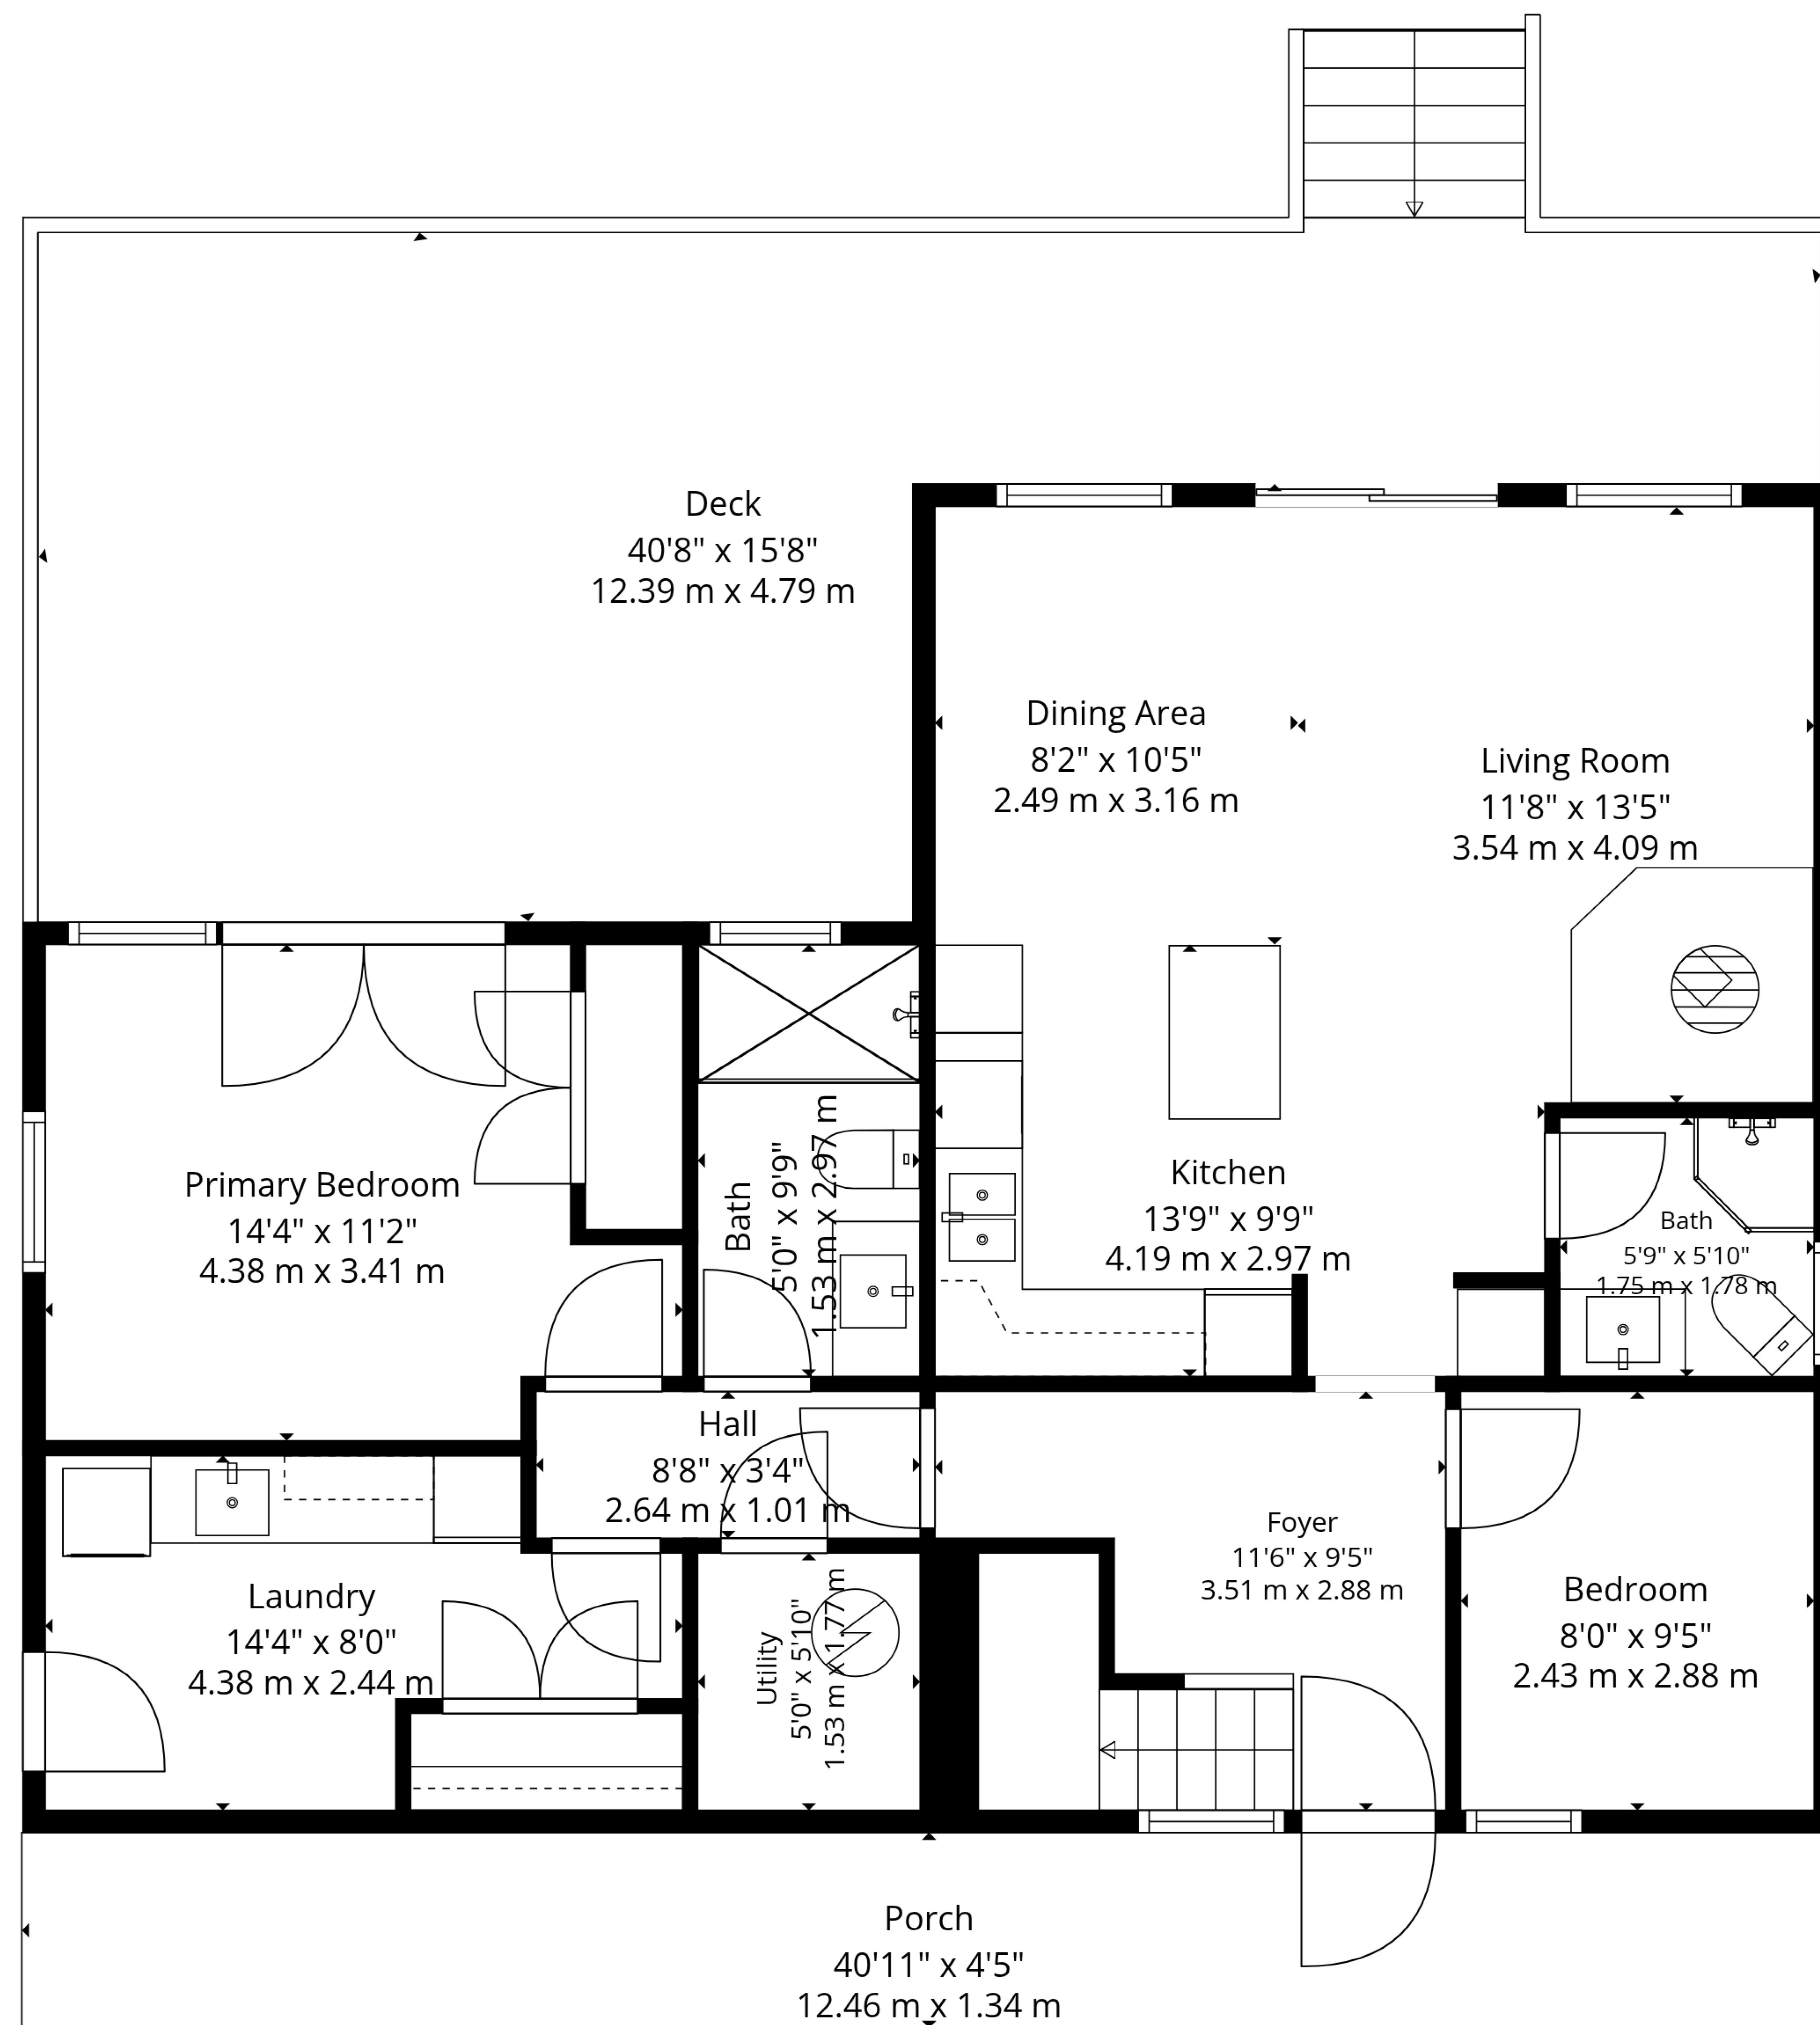 Deck
40'8" x 15'8"
12.39 m x 4.79 m
Dining Area
8'2" x 10'5"
2.49 m x 3.16 m
Living Room
11'8" x 13'5"
3.54 m x 4.09 m
Primary Bedroom
14'4" x 11'2"
4.38 m x 3.41 m
Bath
5'0" x 9'9"
1.53 m x 2.97 m
Kitchen
13'9" x 9'9"
4.19 m x 2.97 m
Bath
5'9" x 5'10"
1.75 m x 1.78 m
Hall
8'8" x 3'4"
2.64 m x 1.01 m
Foyer
11'6" x 9'5"
3.51 m x 2.88 m
Laundry
14'4" x 8'0"
4.38 m x 2.44 m
Utility
5'0" x 5'10"
1.53 m x 1.77 m
Bedroom
8'0" x 9'5"
2.43 m x 2.88 m
Porch
40'11" x 4'5"
12.46 m x 1.34 m